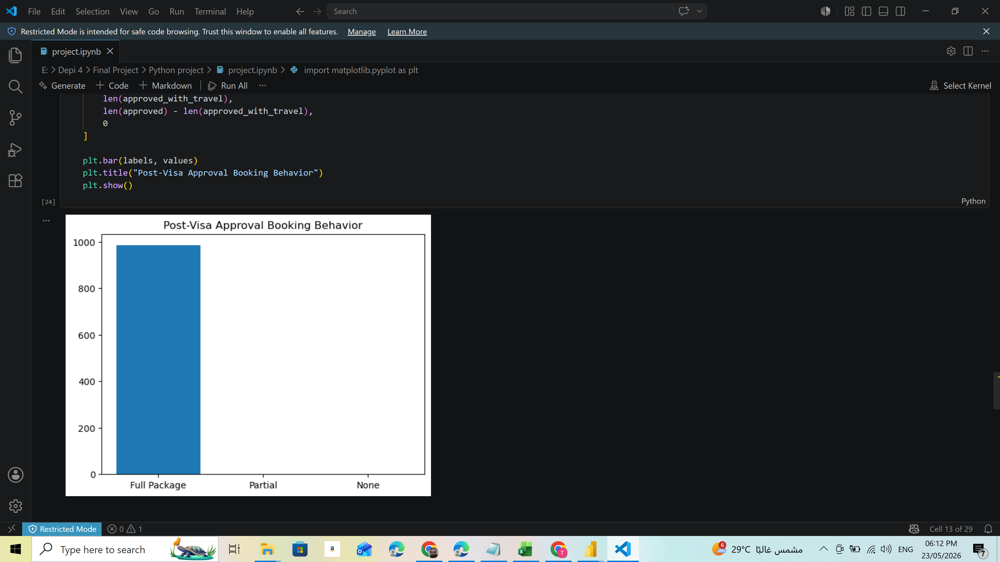 File Edit Selection View Go Run Terminal Help Search
Restricted Mode is intended for safe code browsing. Trust this window to enable all features. Manage Learn More
project.ipynb
E: > Depi 4 > Final Project > Python project > project.ipynb > import matplotlib.pyplot as plt
Generate + Code + Markdown Run All ... Select Kernel
len(approved_with_travel),
len(approved) - len(approved_with_travel),
0
]
plt.bar(labels, values)
plt.title("Post-Visa Approval Booking Behavior")
plt.show()
[24]
Python
...
Post-Visa Approval Booking Behavior
1000
800
600
400
200
0
Full Package Partial None
Restricted Mode 0 1 Cell 13 of 29
Type here to search
a
T
6
29°C مشمس غالبًا
ENG
06:12 PM
23/05/2026
7